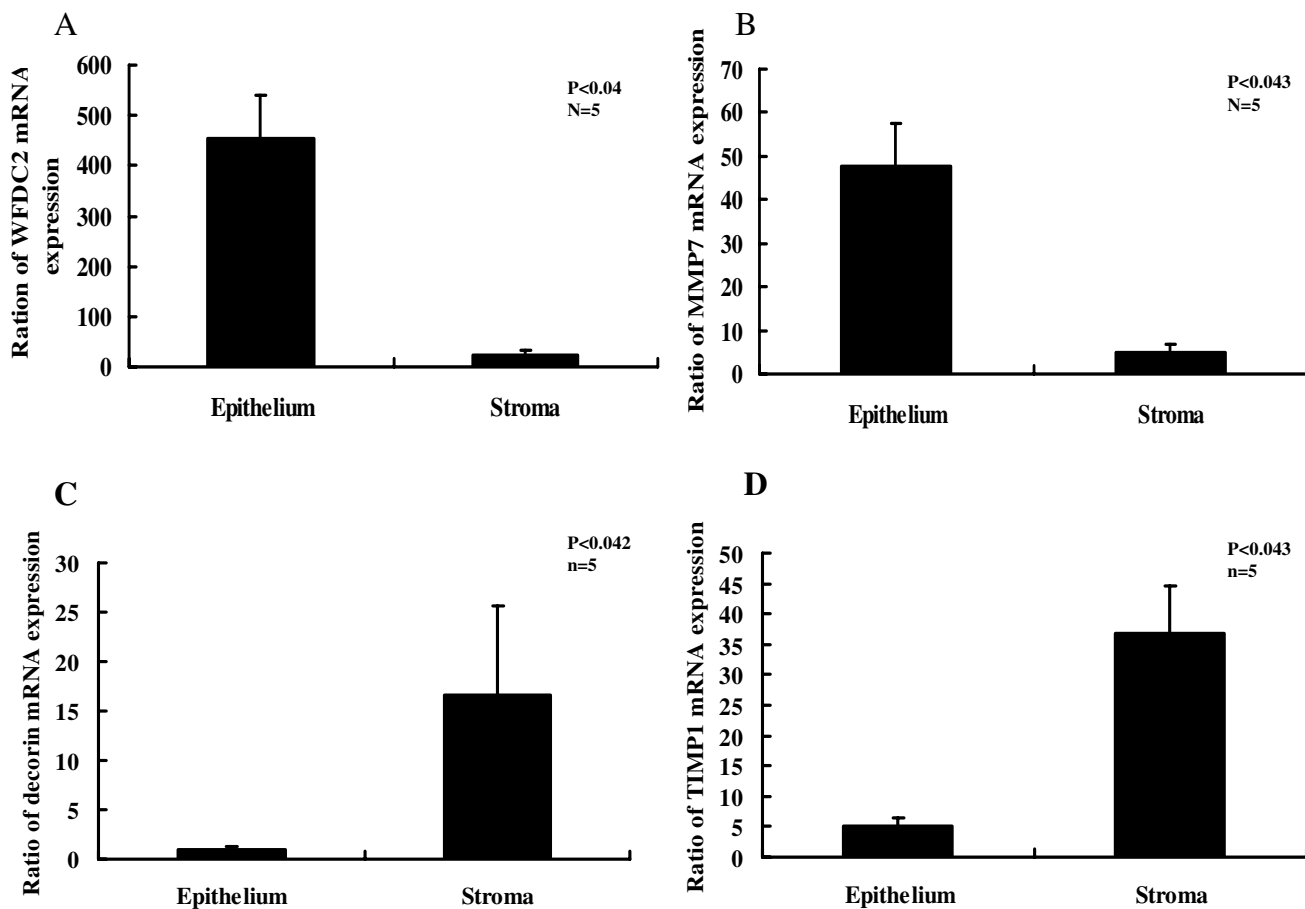 A
Ration of WFDC2 mRNA
expression
600
500
400
300
200
100
0
P<0.04
N=5
Epithelium
Stroma
B
Ratio of MMP7 mRNA expression
70
60
50
40
30
20
10
0
P<0.043
N=5
Epithelium
Stroma
C
Ratio of decorin mRNA expression
30
25
20
15
10
5
0
P<0.042
n=5
Epithelium
Stroma
D
Ratio of TIMP1 mRNA expression
50
45
40
35
30
25
20
15
10
5
0
P<0.043
n=5
Epithelium
Stroma